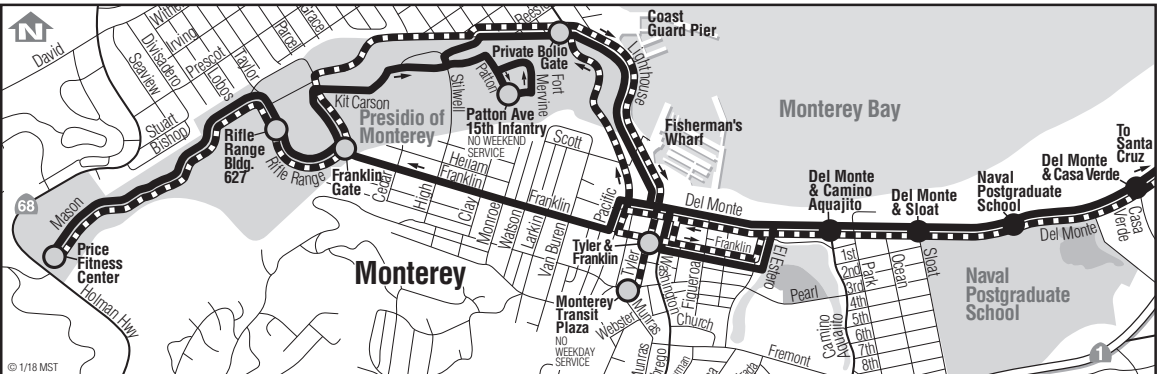 N
David
Seaview
Divisadero
Irving
Prescot
Lobos
Taylor
Stuart
Bishop
Coast
Guard Pier
Private Bolio
Gate
Lighthouse
Kit Carson
Stilwell
Patton
Fort
Mervine
Presidio of
Monterey
Patton Ave
15th Infantry
NO WEEKEND
SERVICE
Monterey Bay
Fisherman's
Wharf
To
Santa
Cruz
Rifle
Range
Bldg.
627
Rifle Range
Franklin
Gate
Scott
Hellam
Franklin
Franklin
Cedar
High
Clay
Monroe
Watson
Larkin
Van Buren
Pacific
Del Monte
Del Monte
& Camino
Aquajito
Del Monte
& Sloat
Naval
Postgraduate
School
Del Monte
& Casa Verde
68
Mason
Price
Fitness
Center
Holman Hwy
Monterey
Tyler &
Franklin
Tyler
Franklin
Figueroa
El Estero
Monterey
Transit
Plaza
NO
WEEKDAY
SERVICE
Webster
Munras
Munras
Church
Pearl
Fremont
Camino
Aquajito
1st
2nd
3rd
4th
5th
6th
7th
8th
Park
Ocean
Sloat
Del Monte
Casa
Verde
Naval
Postgraduate
School
1
© 1/18 MST